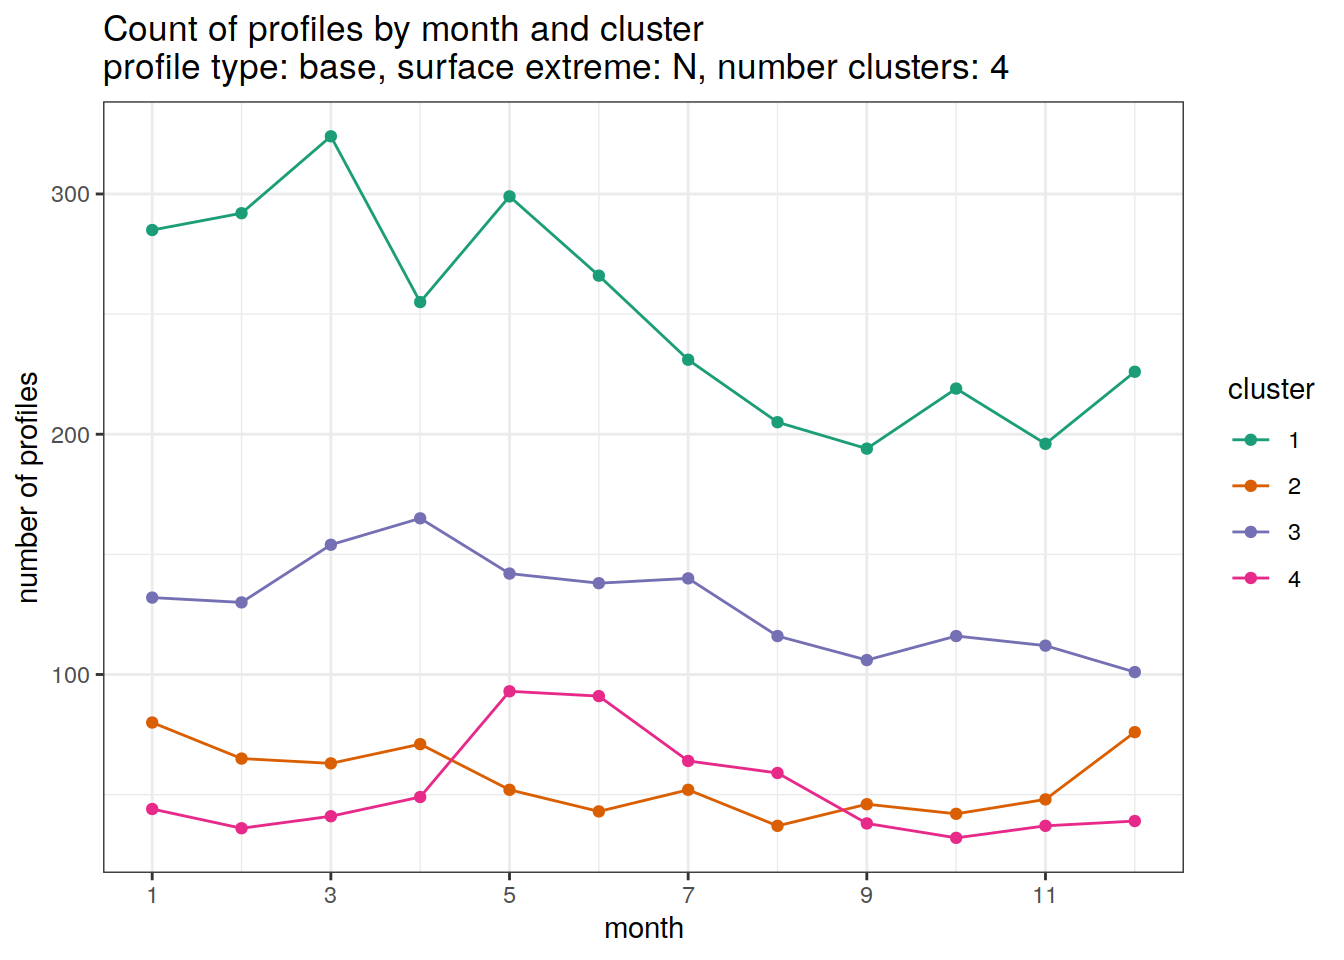 Count of profiles by month and cluster
profile type: base, surface extreme: N, number clusters: 4
300
200
100
number of profiles
1 3 5 7 9 11
month
cluster
1
2
3
4